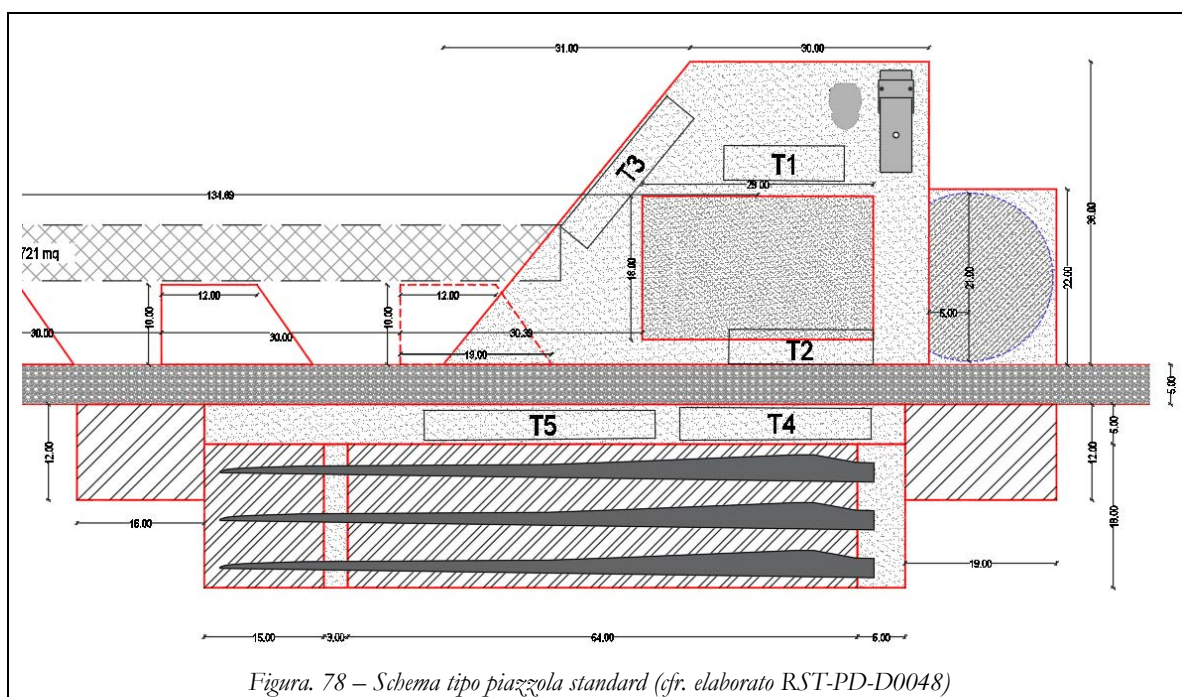 31.00 30.00
T3
T1
134.69
29.00
36.00
721 mq
18.00
21.00
22.00
12.00 12.00
10.00 10.00
5.00
30.00 30.00 30.39
19.00
T2
5.00
T5 T4
5.00
12.00
12.00
18.00
16.00
19.00
15.00 3.00 64.00 6.00
Figura. 78 – Schema tipo piazzola standard (cfr. elaborato RST-PD-D0048)